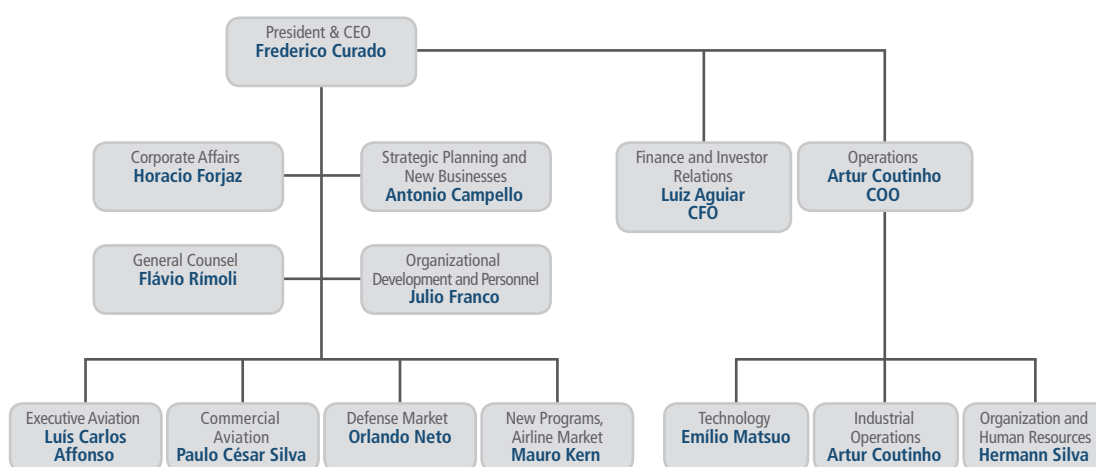 President & CEO
Frederico Curado
Corporate Affairs
Horacio Forjaz
Strategic Planning and
New Businesses
Antonio Campello
Finance and Investor
Relations
Luiz Aguiar
CFO
Operations
Artur Coutinho
COO
General Counsel
Flávio Rímoli
Organizational
Development and Personnel
Julio Franco
Executive Aviation
Luís Carlos
Affonso
Commercial
Aviation
Paulo César Silva
Defense Market
Orlando Neto
New Programs,
Airline Market
Mauro Kern
Technology
Emílio Matsuo
Industrial
Operations
Artur Coutinho
Organization and
Human Resources
Hermann Silva